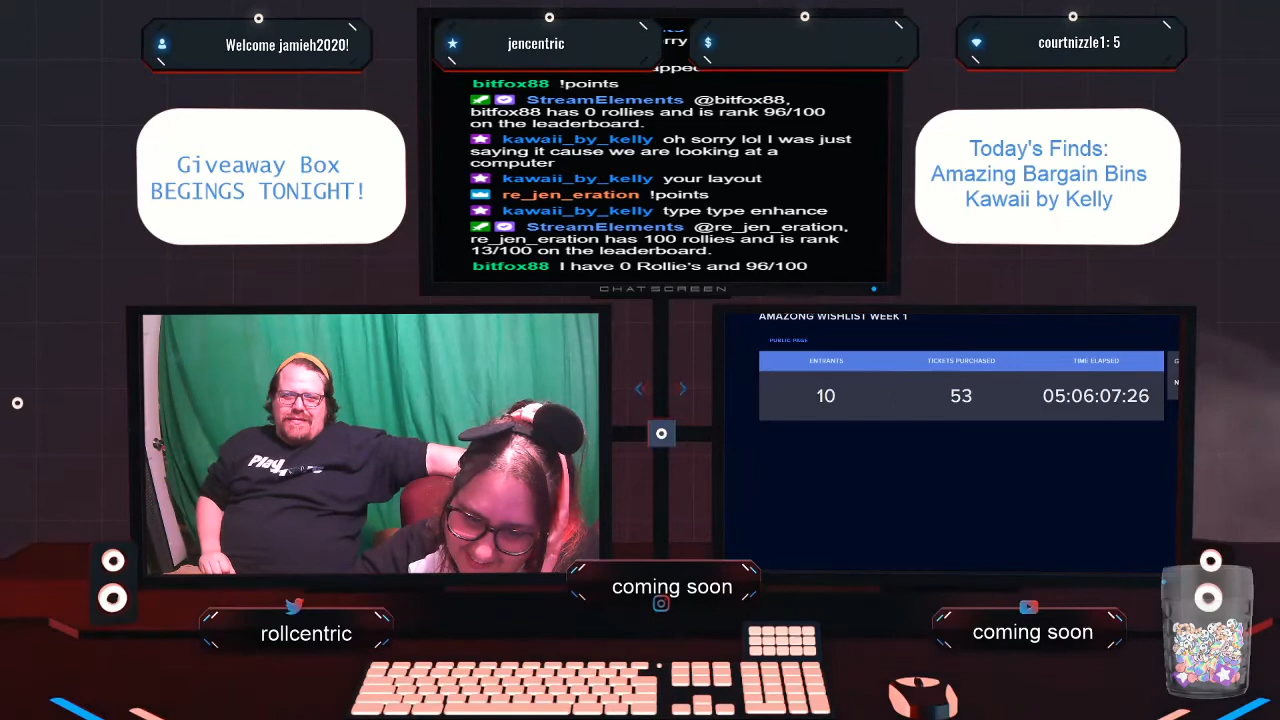 Welcome jamieh2020!
jencentric
courtnizzle1: 5
Giveaway Box
BEGINGS TONIGHT!
bitfox88 !points
StreamElements @bitfox88,
bitfox88 has 0 rollies and is rank 96/100
on the leaderboard.
kawaii_by_kelly oh sorry lol I was just
saying it cause we are looking at a
computer
kawaii_by_kelly your layout
re_jen_eration !points
kawaii_by_kelly type type enhance
StreamElements @re_jen_eration,
re_jen_eration has 100 rollies and is rank
13/100 on the leaderboard.
bitfox88 I have 0 Rollie's and 96/100
CHATSCREEN
Today's Finds:
Amazing Bargain Bins
Kawaii by Kelly
Play
AMAZONG WISHLIST WEEK 1
PUBLIC PAGE
ENTRANTS TICKETS PURCHASED TIME ELAPSED
10 53 05:06:07:26
coming soon
rollcentric
coming soon